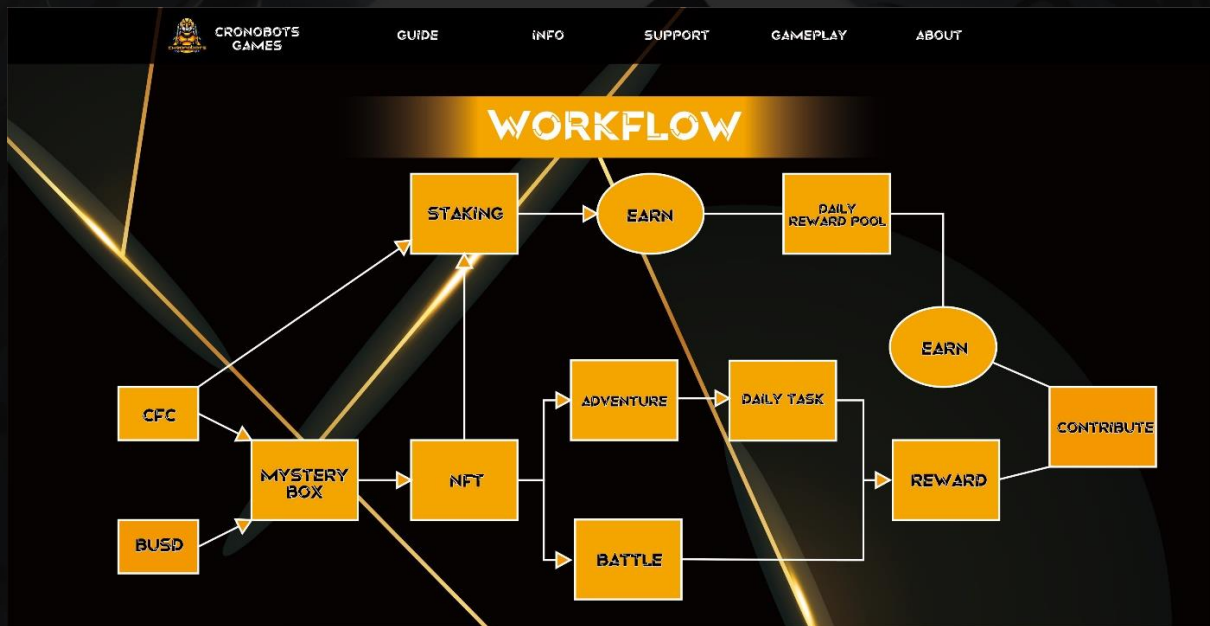 CRONOBOTS
GAMES
GUIDE
INFO
SUPPORT
GAMEPLAY
ABOUT
WORKFLOW
STAKING
EARN
DAILY
REWARD POOL
EARN
CFC
ADVENTURE
DAILY TASK
CONTRIBUTE
MYSTERY
BOX
NFT
REWARD
BUSD
BATTLE